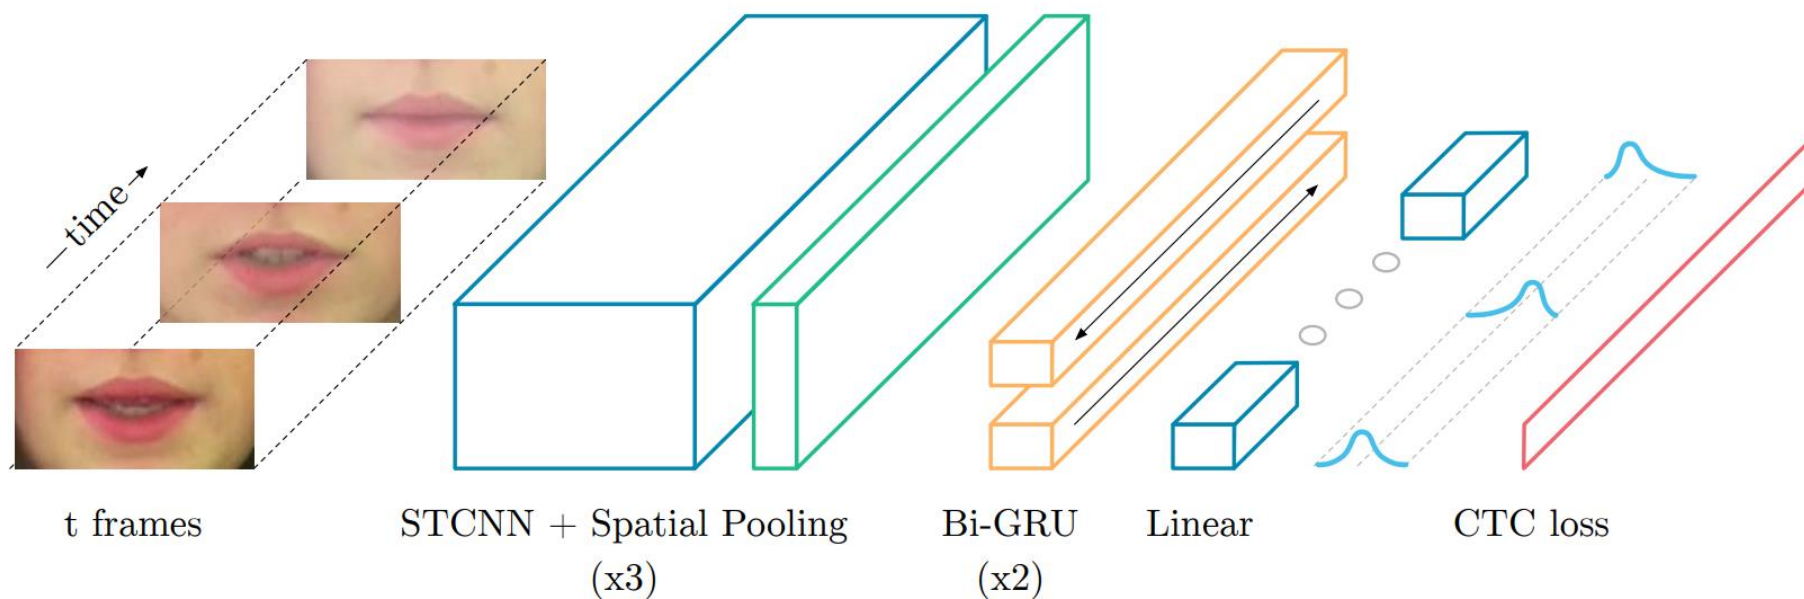 time
t frames
STCNN + Spatial Pooling
(x3)
Bi-GRU
(x2)
Linear
CTC loss